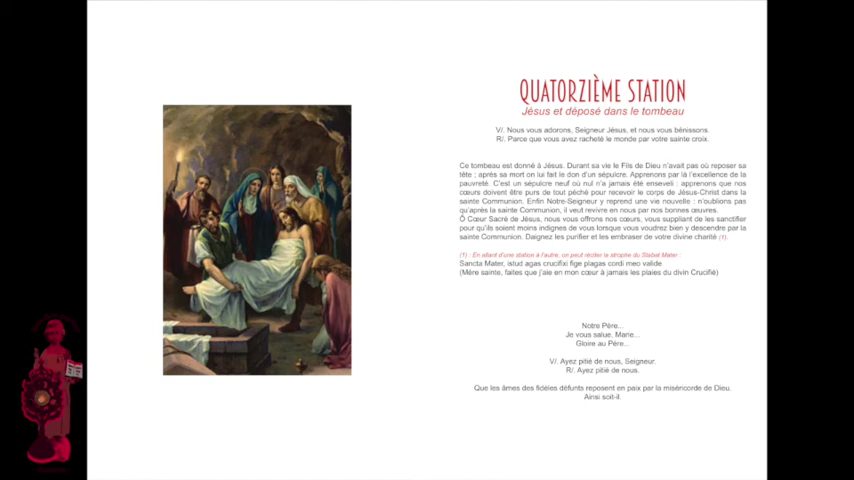 QUATORZIÈME STATION
Jésus et déposé dans le tombeau
V/. Nous vous adorons, Seigneur Jésus, et nous vous bénissons.
R/. Parce que vous avez racheté le monde par votre sainte croix.
Ce tombeau est donné à Jésus. Durant sa vie le Fils de Dieu n'avait pas où reposer sa
tête ; après sa mort on lui fait le don d'un sépulcre. Apprenons par là l'excellence de la
pauvreté. C'est un sépulcre neuf où nul n'a jamais été enseveli : apprenons que nos
cœurs doivent être purs de tout péché pour recevoir le corps de Jésus-Christ dans la
sainte Communion. Enfin Notre-Seigneur y reprend une vie nouvelle : n'oublions pas
qu'après la sainte Communion, il veut revivre en nous par nos bonnes œuvres.
Ô Cœur Sacré de Jésus, nous vous offrons nos cœurs, vous suppliant de les sanctifier
pour qu'ils soient moins indignes de vous lorsque vous voudrez bien y descendre par la
sainte Communion. Daignez les purifier et les embraser de votre divine charité (1).
(1) : En allant d'une station à l'autre, on peut réciter la strophe du Stabat Mater :
Sancta Mater, istud agas crucifixi fige plagas cordi meo valide
(Mère sainte, faites que j'aie en mon cœur à jamais les plaies du divin Crucifié)
Notre Père...
Je vous salue, Marie...
Gloire au Père...
V/. Ayez pitié de nous, Seigneur.
R/. Ayez pitié de nous.
Que les âmes des fidèles défunts reposent en paix par la miséricorde de Dieu.
Ainsi soit-il.